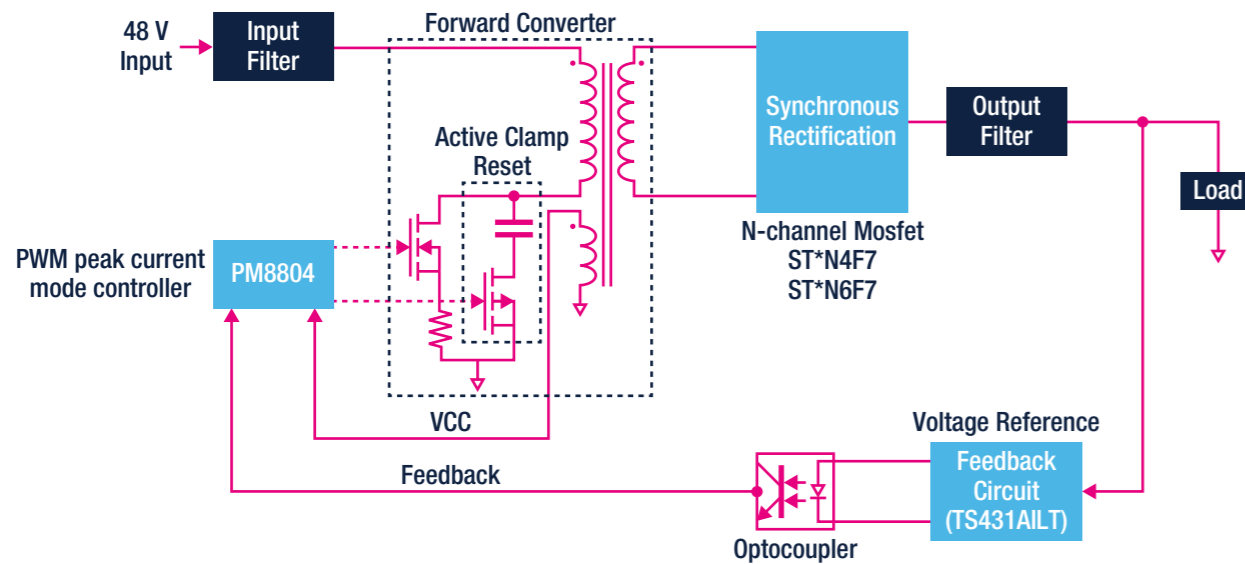 Forward Converter
48 V
Input
Input
Filter
Active Clamp
Reset
Synchronous
Rectification
Output
Filter
Load
N-channel Mosfet
ST*N4F7
ST*N6F7
PWM peak current
mode controller
PM8804
VCC
Feedback
Voltage Reference
Feedback
Circuit
(TS431AILT)
Optocoupler